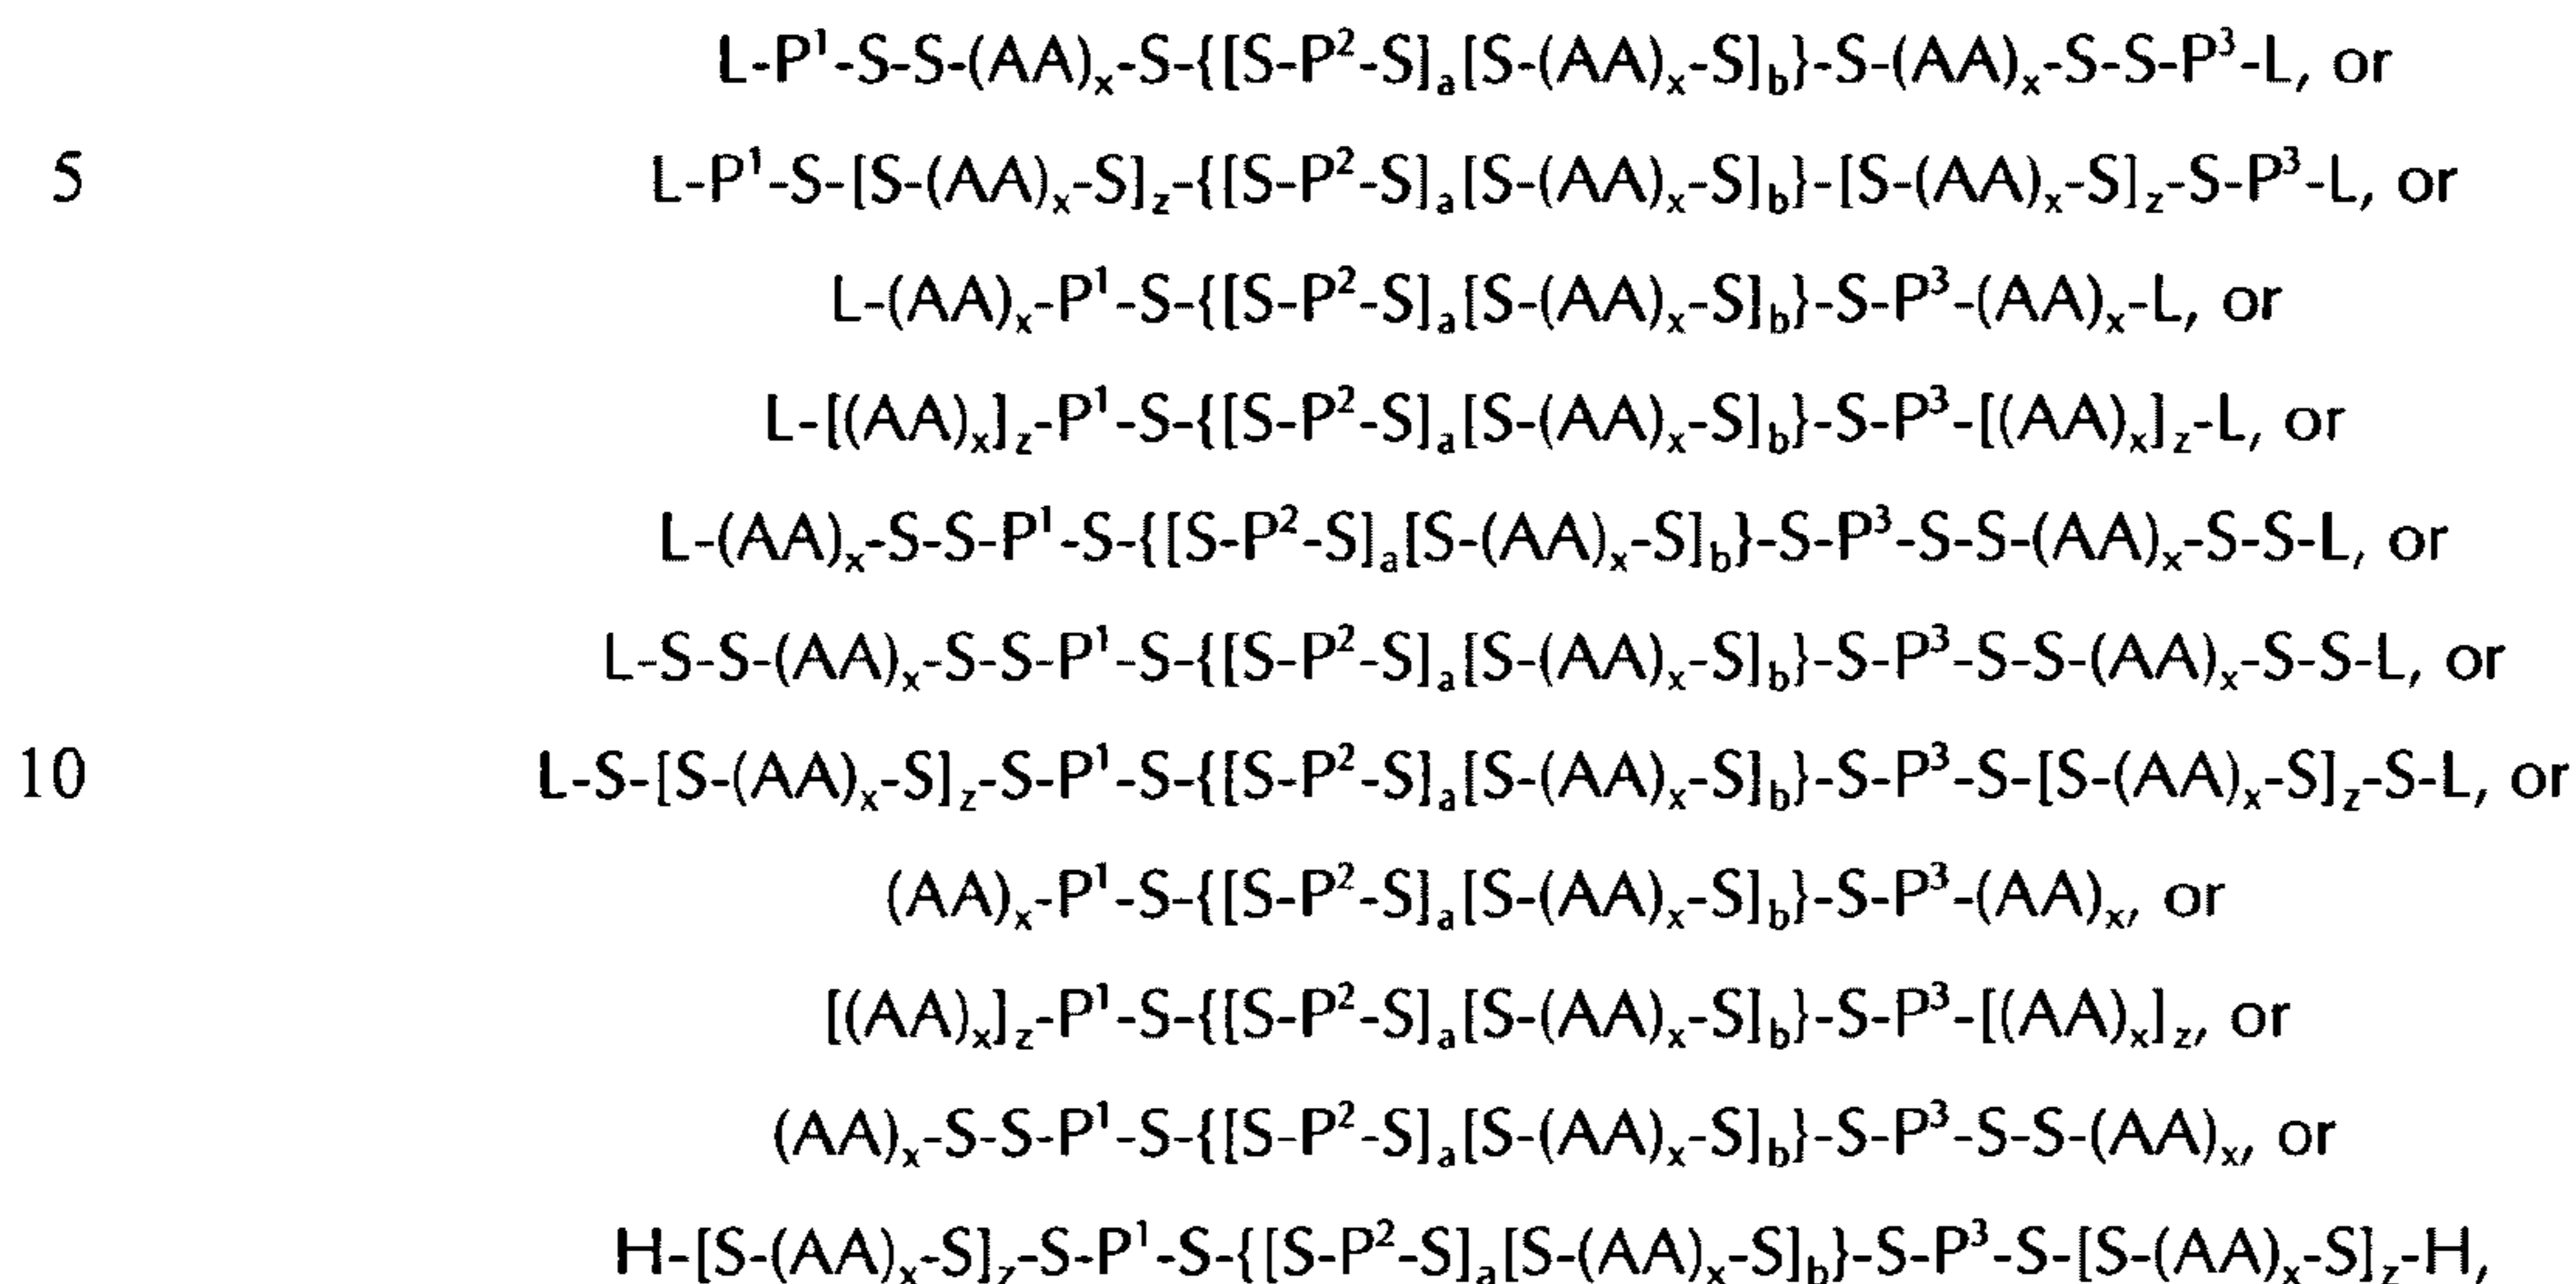 L-P¹-S-S-(AA)ₓ-S-{[S-P²-S]ₐ[S-(AA)ₓ-S]_b}-S-(AA)ₓ-S-S-P³-L, or
5 L-P¹-S-[S-(AA)ₓ-S]_z-{[S-P²-S]ₐ[S-(AA)ₓ-S]_b}-[S-(AA)ₓ-S]_z-S-P³-L, or
L-(AA)ₓ-P¹-S-{[S-P²-S]ₐ[S-(AA)ₓ-S]_b}-S-P³-(AA)ₓ-L, or
L-[(AA)ₓ]_z-P¹-S-{[S-P²-S]ₐ[S-(AA)ₓ-S]_b}-S-P³-[(AA)ₓ]_z-L, or
L-(AA)ₓ-S-S-P¹-S-{[S-P²-S]ₐ[S-(AA)ₓ-S]_b}-S-P³-S-S-(AA)ₓ-S-S-L, or
L-S-S-(AA)ₓ-S-S-P¹-S-{[S-P²-S]ₐ[S-(AA)ₓ-S]_b}-S-P³-S-S-(AA)ₓ-S-S-L, or
10 L-S-[S-(AA)ₓ-S]_z-S-P¹-S-{[S-P²-S]ₐ[S-(AA)ₓ-S]_b}-S-P³-S-[S-(AA)ₓ-S]_z-S-L, or
(AA)ₓ-P¹-S-{[S-P²-S]ₐ[S-(AA)ₓ-S]_b}-S-P³-(AA)ₓ, or
[(AA)ₓ]_z-P¹-S-{[S-P²-S]ₐ[S-(AA)ₓ-S]_b}-S-P³-[(AA)ₓ]_z, or
(AA)ₓ-S-S-P¹-S-{[S-P²-S]ₐ[S-(AA)ₓ-S]_b}-S-P³-S-S-(AA)ₓ, or
H-[S-(AA)ₓ-S]_z-S-P¹-S-{[S-P²-S]ₐ[S-(AA)ₓ-S]_b}-S-P³-S-[S-(AA)ₓ-S]_z-H,